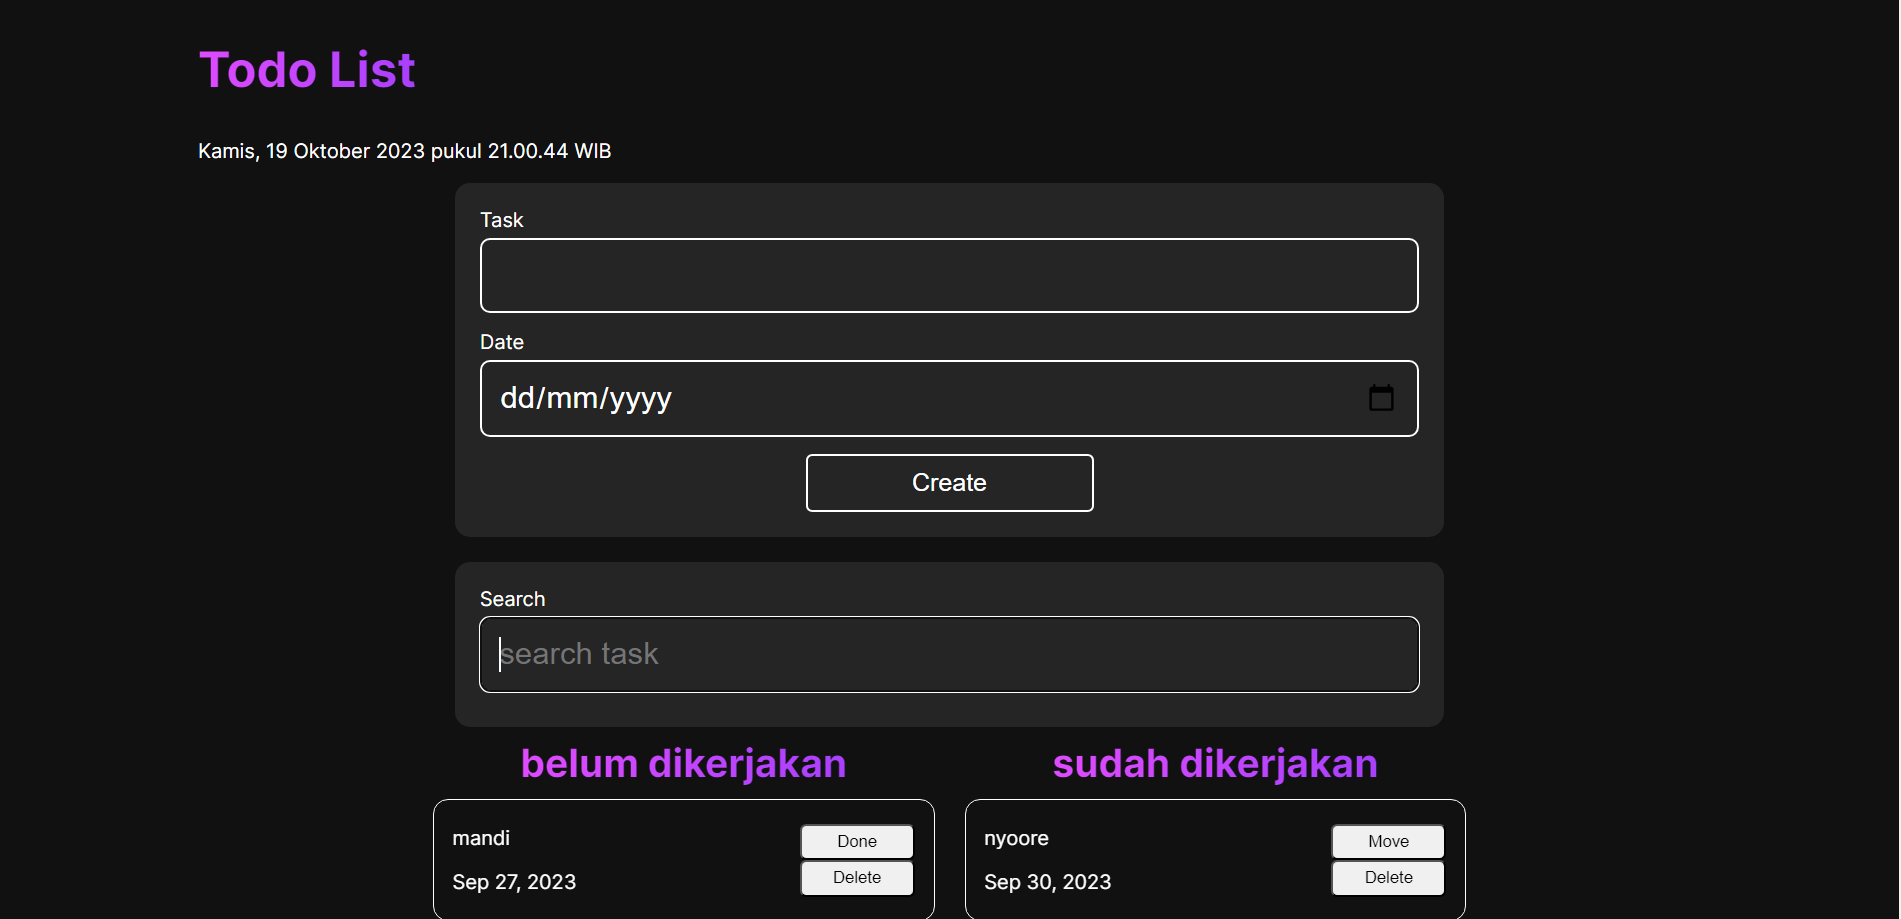 Todo List
Kamis, 19 Oktober 2023 pukul 21.00.44 WIB
Task
Date
dd/mm/yyyy
Create
Search
search task
belum dikerjakan
mandi
Done
Sep 27, 2023
Delete
sudah dikerjakan
nyoore
Move
Sep 30, 2023
Delete